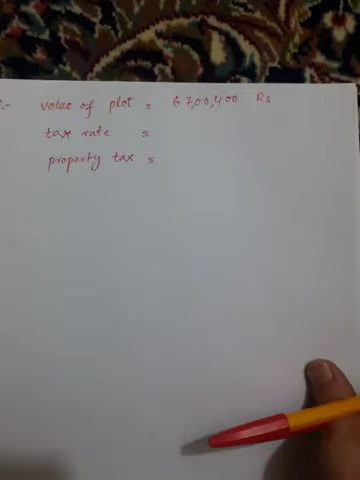 :- value of plot = 67,00,400 Rs
tax rate =
property tax =